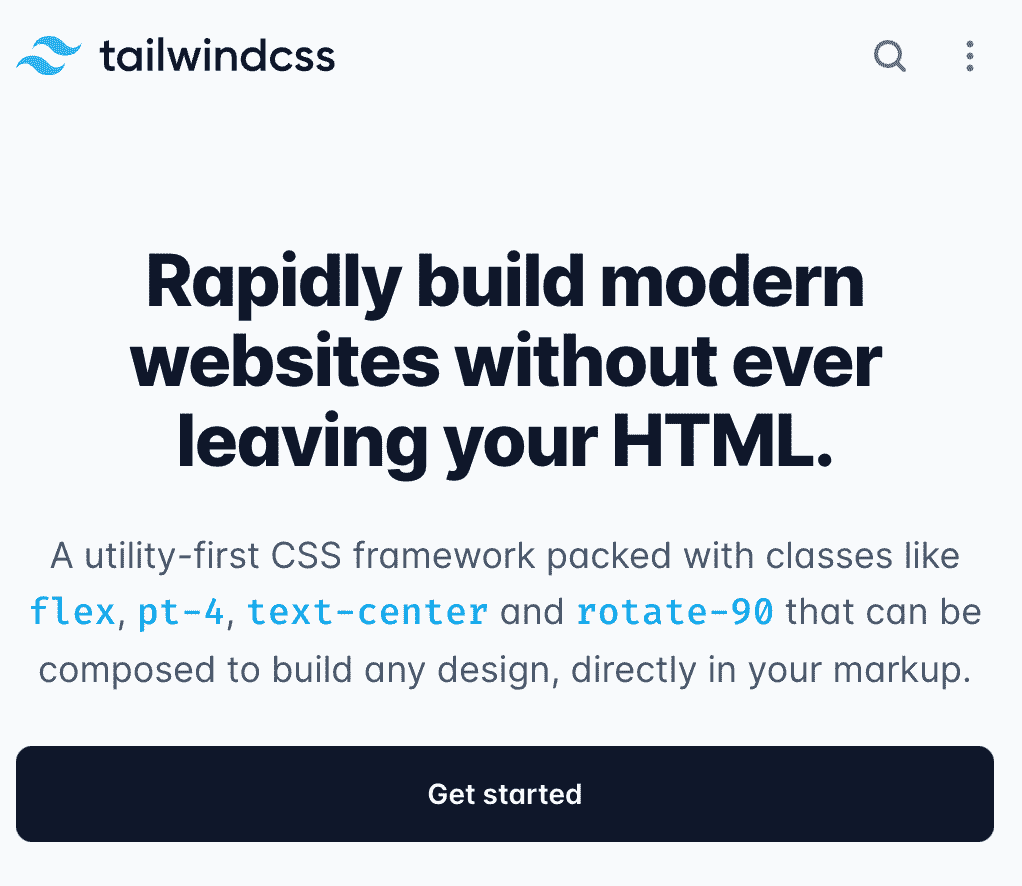 tailwindcss
Rapidly build modern
websites without ever
leaving your HTML.
A utility-first CSS framework packed with classes like
flex, pt-4, text-center and rotate-90 that can be
composed to build any design, directly in your markup.
Get started